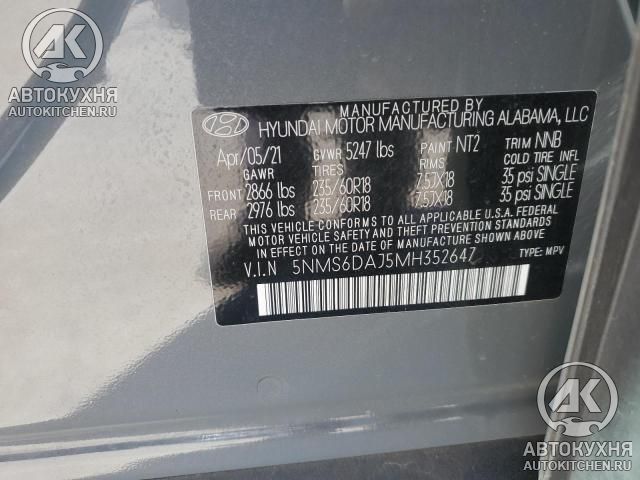 АВТОКУХНЯ
AUTOKITCHEN.RU
MANUFACTURED BY
HYUNDAI MOTOR MANUFACTURING ALABAMA, LLC
Apr/05/21 GVWR 5247 lbs PAINT NT2 TRIM NNB
GAWR TIRES RIMS COLD TIRE INFL
FRONT 2866 lbs 235/60R18 7.5JX18 35 psi SINGLE
REAR 2976 lbs 235/60R18 7.5JX18 35 psi SINGLE
THIS VEHICLE CONFORMS TO ALL APPLICABLE U.S.A. FEDERAL
MOTOR VEHICLE SAFETY AND THEFT PREVENTION STANDARDS
IN EFFECT ON THE DATE OF MANUFACTURE SHOWN ABOVE.
V.I.N 5NMS6DAJ5MH352647 TYPE: MPV
АК
АВТОКУХНЯ
AUTOKITCHEN.RU